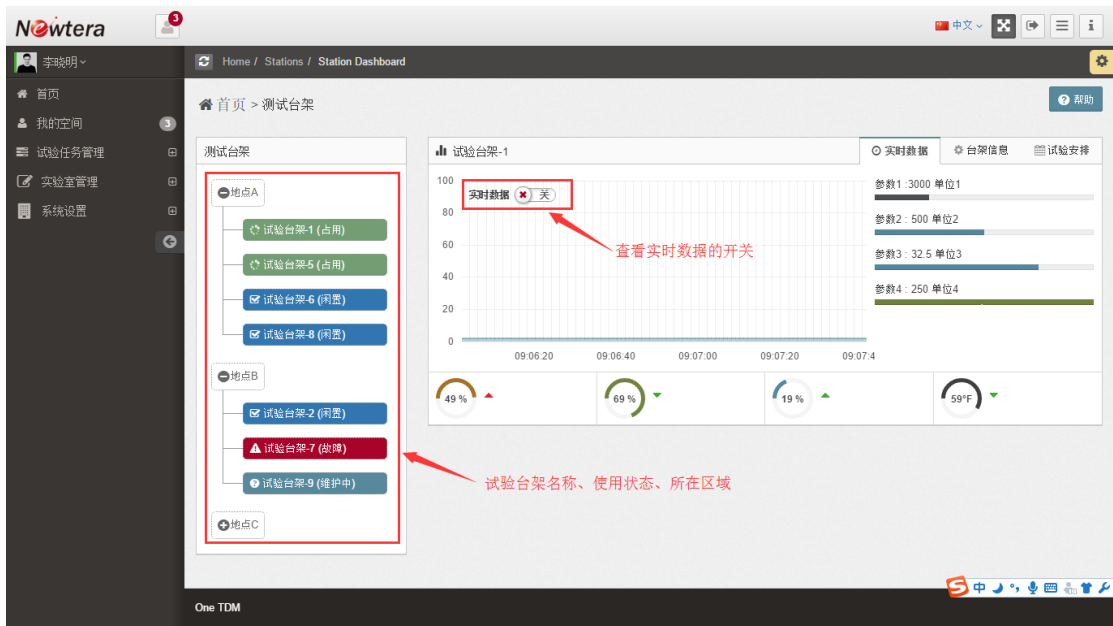 Newtera
3
中文
李晓明
Home / Stations / Station Dashboard
首页
我的空间
3
试验任务管理
实验室管理
系统设置
首页 > 测试台架
帮助
测试台架
地点A
试验台架-1 (占用)
试验台架-5 (占用)
试验台架-6 (闲置)
试验台架-8 (闲置)
地点B
试验台架-2 (闲置)
试验台架-7 (故障)
试验台架-9 (维护中)
地点C
试验台架-1
实时数据
台架信息
试验安排
实时数据 关
查看实时数据的开关
100
80
60
40
20
0
09:06:20 09:06:40 09:07:00 09:07:20 09:07:4
参数1 :3000 单位1
参数2 : 500 单位2
参数3 : 32.5 单位3
参数4 : 250 单位4
49 %
69 %
19 %
59°F
试验台架名称、使用状态、所在区域
One TDM
中